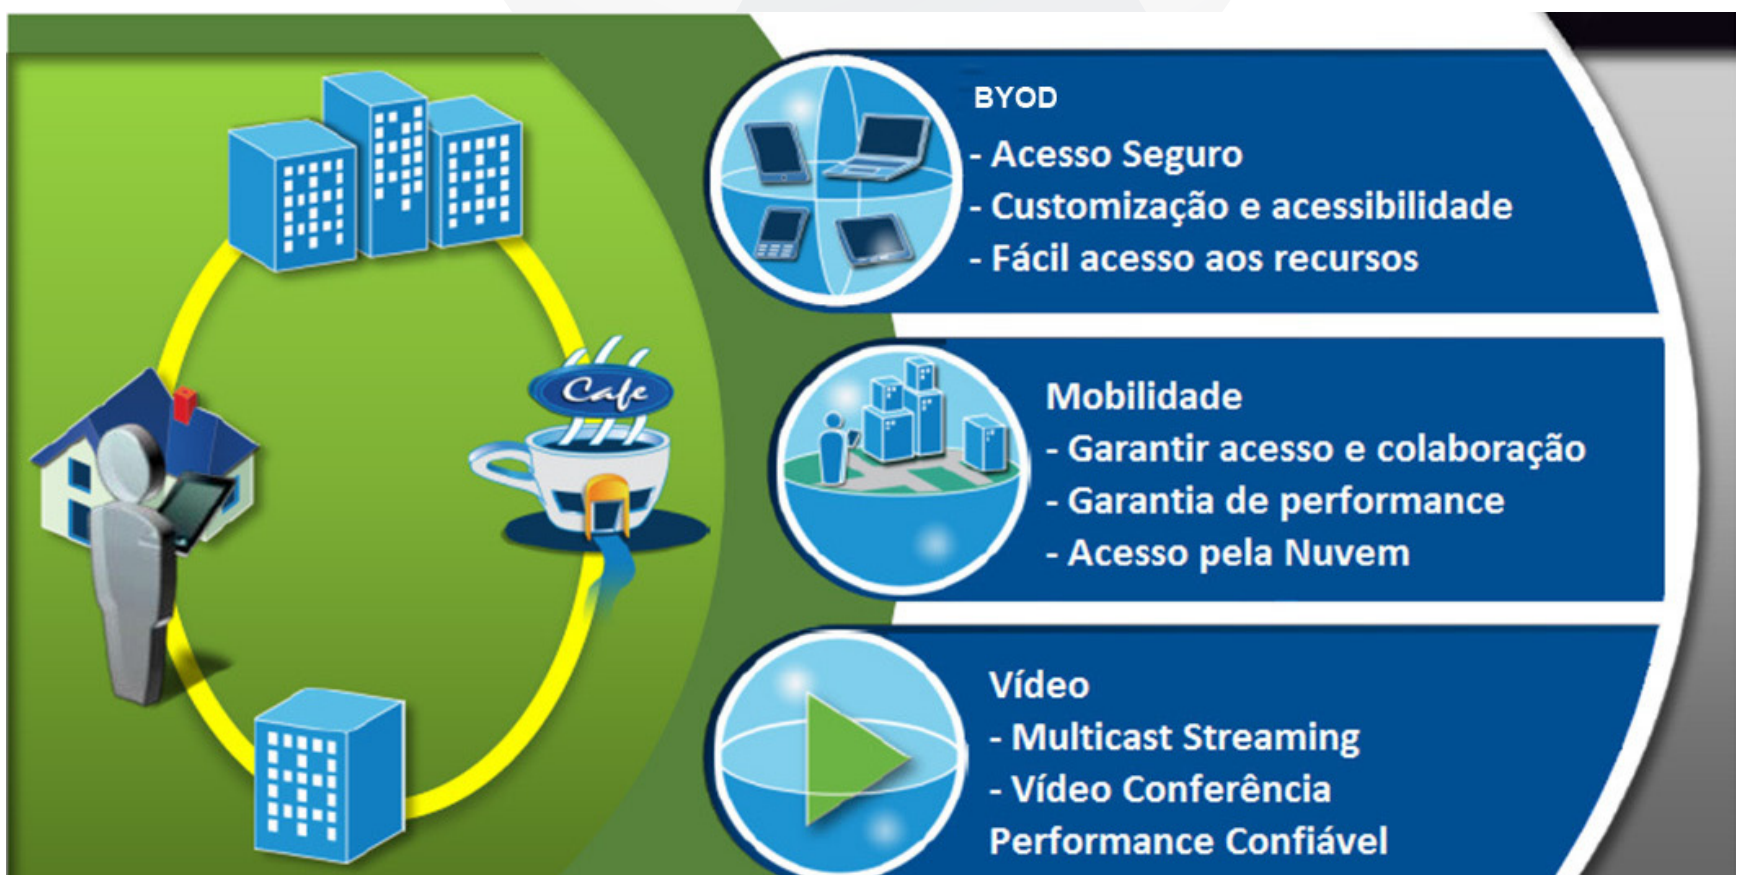 Cafe
BYOD
- Acesso Seguro
- Customização e acessibilidade
- Fácil acesso aos recursos
Mobilidade
- Garantir acesso e colaboração
- Garantia de performance
- Acesso pela Nuvem
Vídeo
- Multicast Streaming
- Vídeo Conferência
Performance Confiável